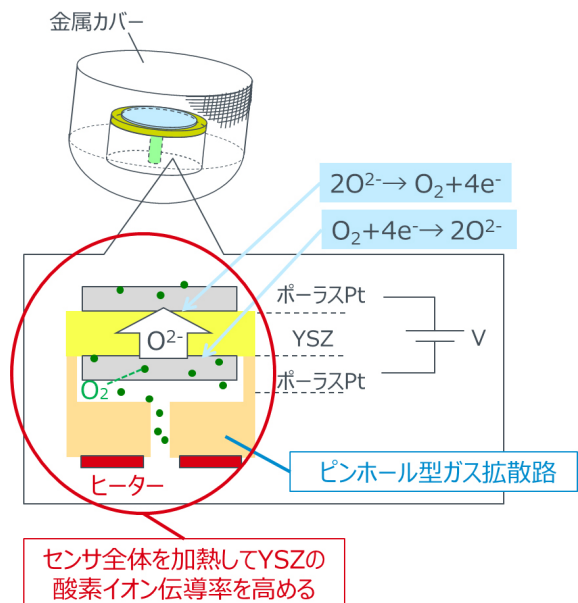 金属カバー
2O²⁻→ O₂+4e⁻
O₂+4e⁻→ 2O²⁻
ポーラスPt
YSZ
V
O²⁻
ポーラスPt
O₂
ヒーター
ピンホール型ガス拡散路
センサ全体を加熱してYSZの
酸素イオン伝導率を高める